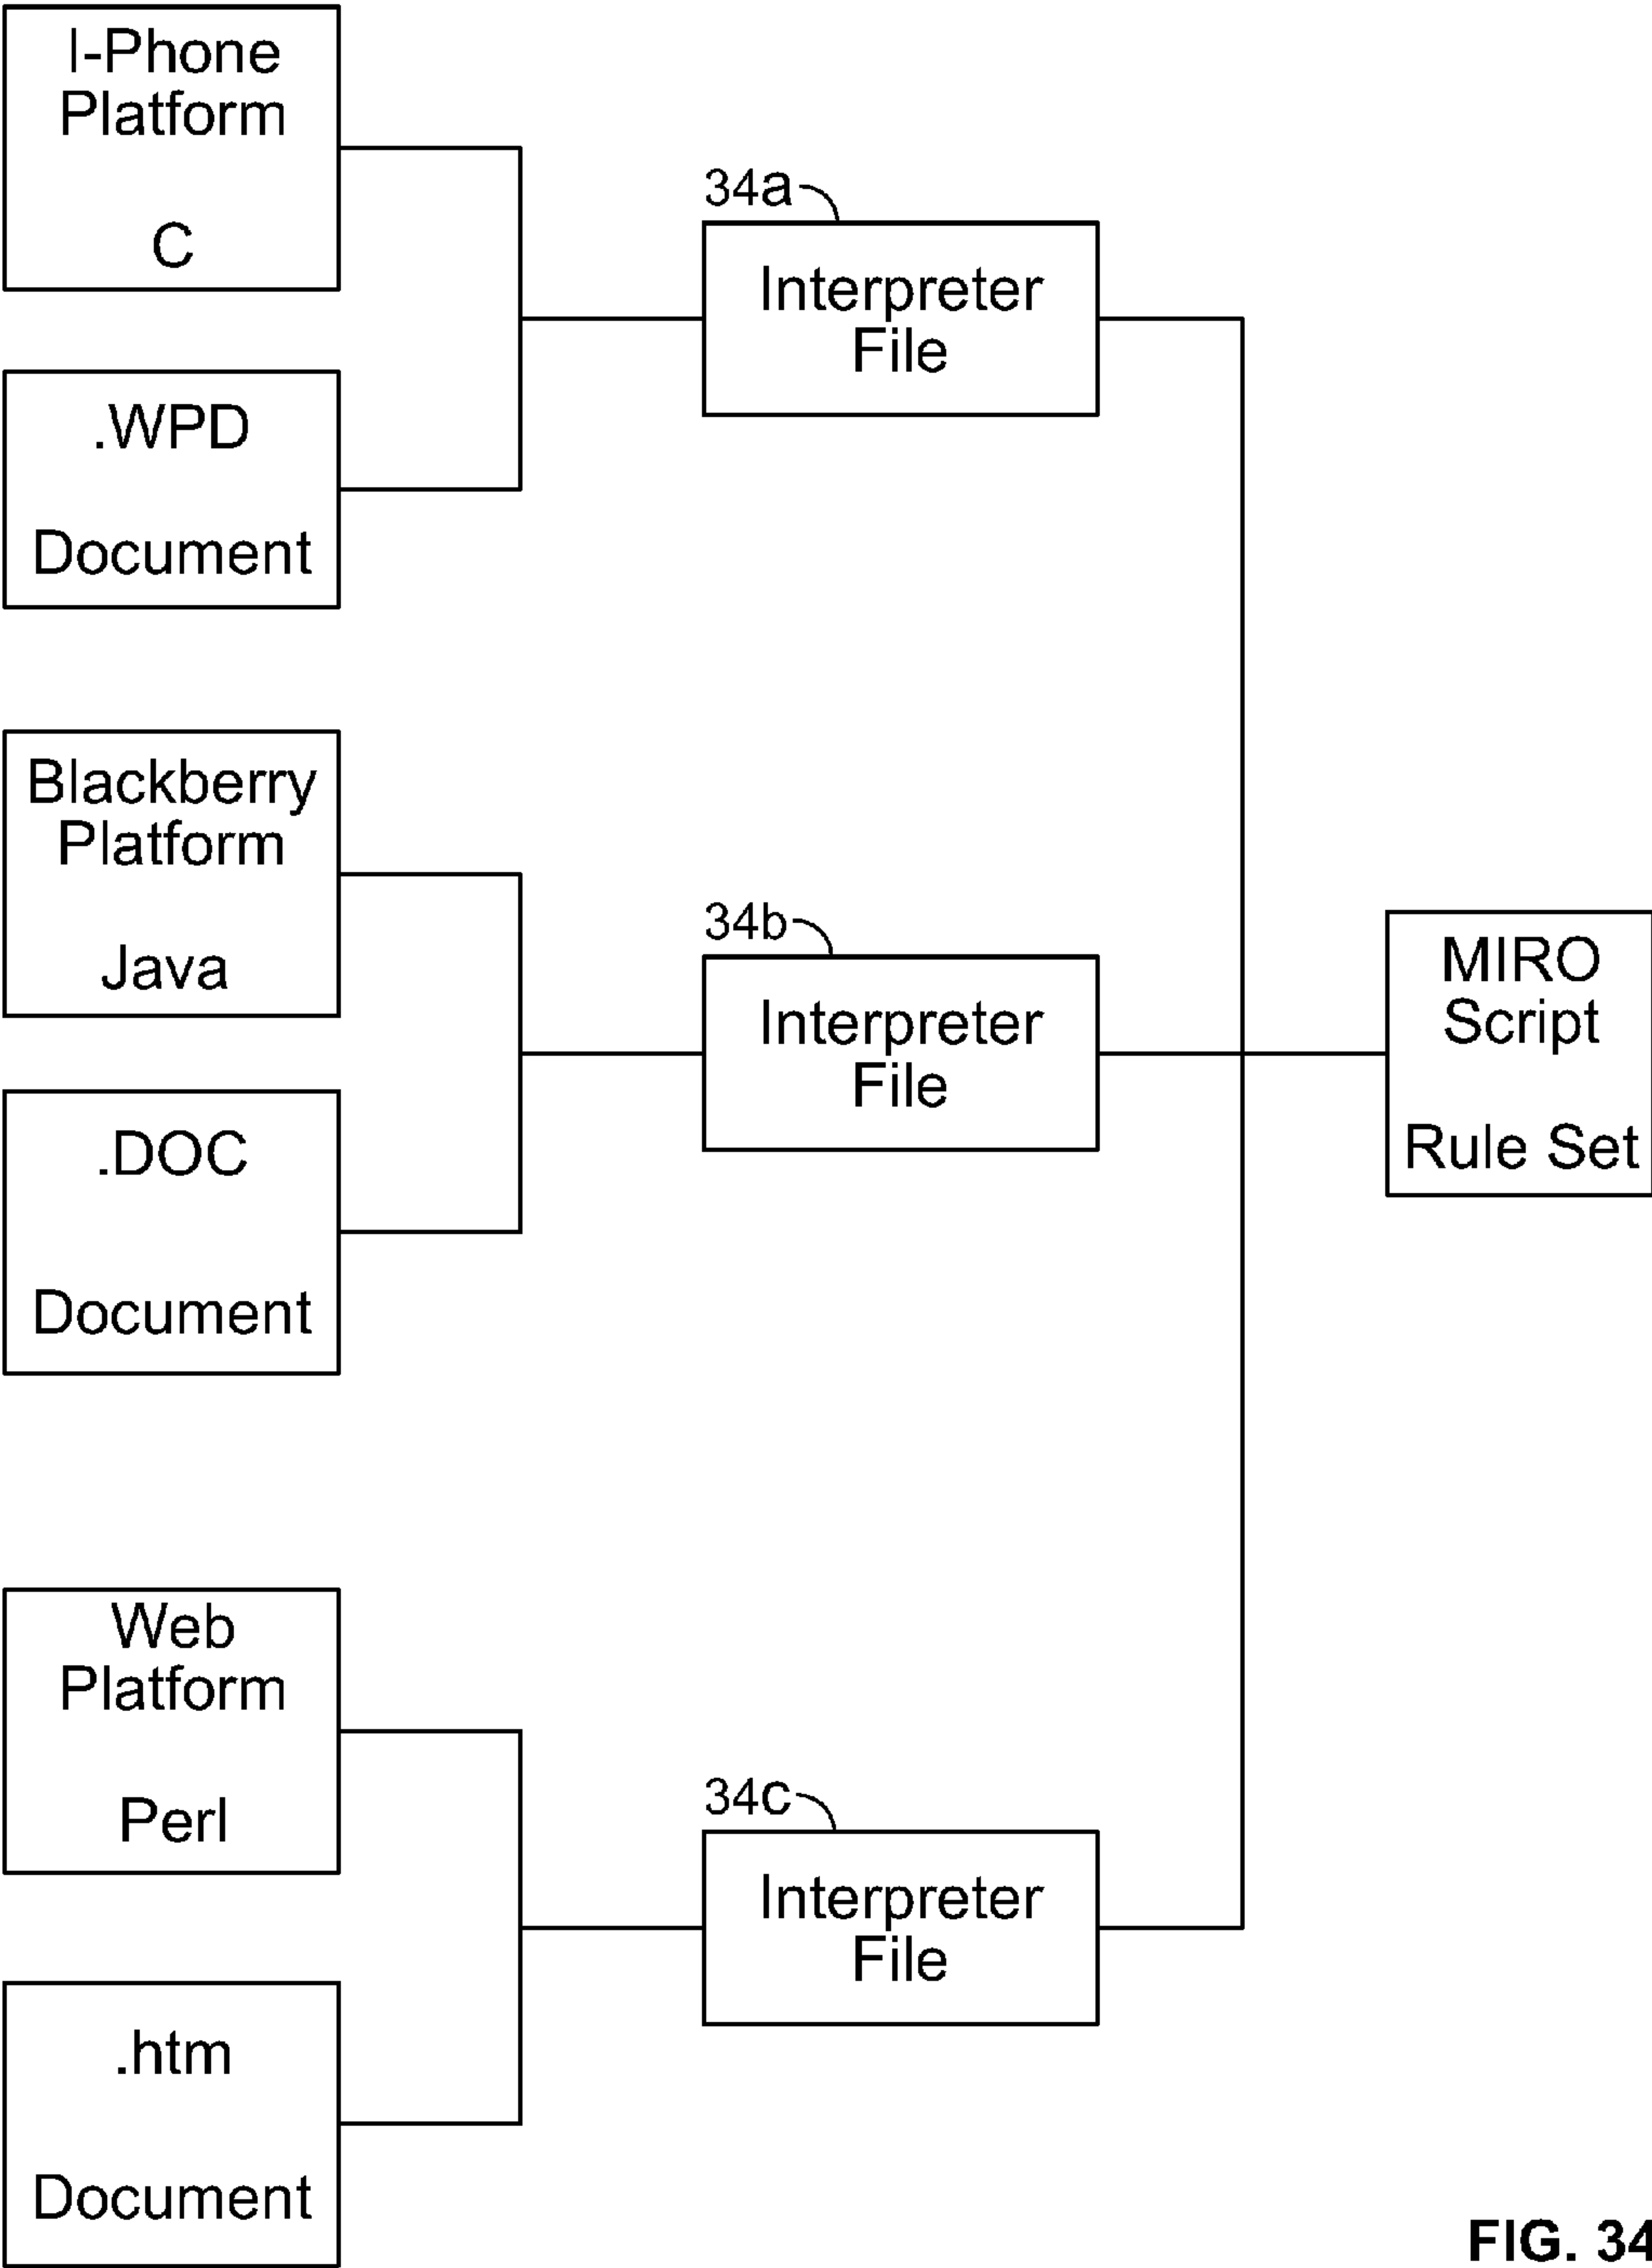 I-Phone
Platform
C
.WPD
Document
34a
Interpreter
File
Blackberry
Platform
Java
.DOC
Document
34b
Interpreter
File
Web
Platform
Perl
.htm
Document
34c
Interpreter
File
MIRO
Script
Rule Set
FIG. 34